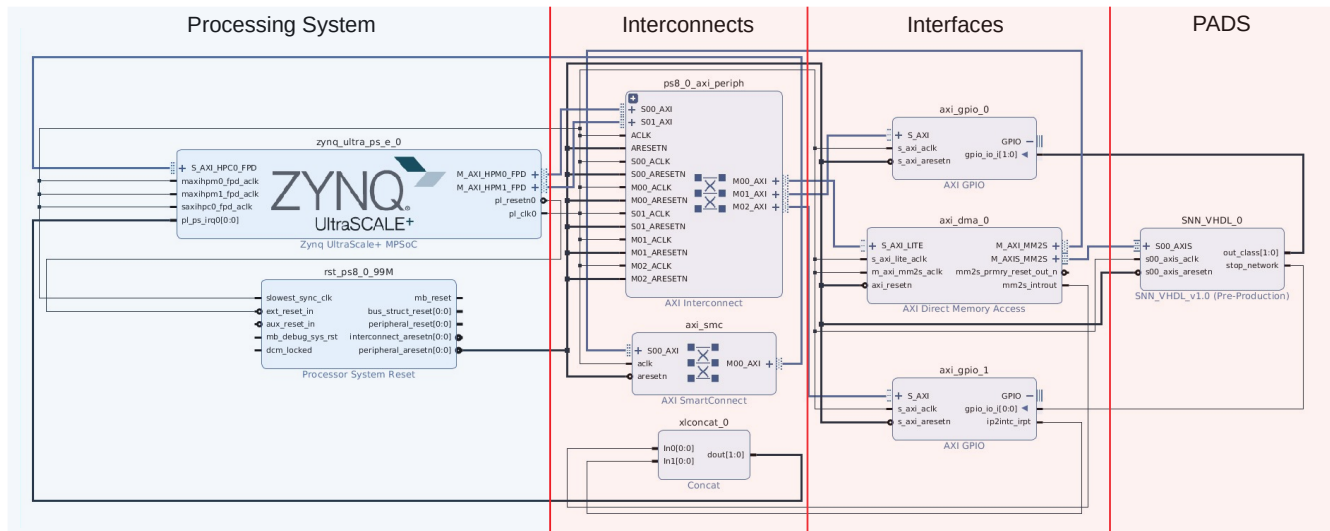 Processing System
Interconnects
Interfaces
PADS
zynq_ultra_ps_e_0
S_AXI_HPC0_FPD
maxihpm0_fpd_aclk
maxihpm1_fpd_aclk
saxihpc0_fpd_aclk
pl_ps_irq0[0:0]
ZYNQ
UltraSCALE+
M_AXI_HPM0_FPD
M_AXI_HPM1_FPD
pl_resetn0
pl_clk0
Zynq UltraScale+ MPSoC
rst_ps8_0_99M
slowest_sync_clk
ext_reset_in
aux_reset_in
mb_debug_sys_rst
dcm_locked
mb_reset
bus_struct_reset[0:0]
peripheral_reset[0:0]
interconnect_aresetn[0:0]
peripheral_aresetn[0:0]
Processor System Reset
ps8_0_axi_periph
S00_AXI
S01_AXI
ACLK
ARESETN
S00_ACLK
S00_ARESETN
M00_ACLK
M00_ARESETN
S01_ACLK
S01_ARESETN
M01_ACLK
M01_ARESETN
M02_ACLK
M02_ARESETN
M00_AXI
M01_AXI
M02_AXI
AXI Interconnect
axi_smc
S00_AXI
aclk
aresetn
M00_AXI
AXI SmartConnect
xlconcat_0
In0[0:0]
In1[0:0]
dout[1:0]
Concat
axi_gpio_0
S_AXI
s_axi_aclk
s_axi_aresetn
GPIO
gpio_io_i[1:0]
AXI GPIO
axi_dma_0
S_AXI_LITE
s_axi_lite_aclk
m_axi_mm2s_aclk
axi_resetn
M_AXI_MM2S
M_AXIS_MM2S
mm2s_prmry_reset_out_n
mm2s_introut
AXI Direct Memory Access
axi_gpio_1
S_AXI
s_axi_aclk
s_axi_aresetn
GPIO
gpio_io_i[0:0]
ip2intc_irpt
AXI GPIO
SNN_VHDL_0
S00_AXIS
s00_axis_aclk
s00_axis_aresetn
out_class[1:0]
stop_network
SNN_VHDL_v1.0 (Pre-Production)